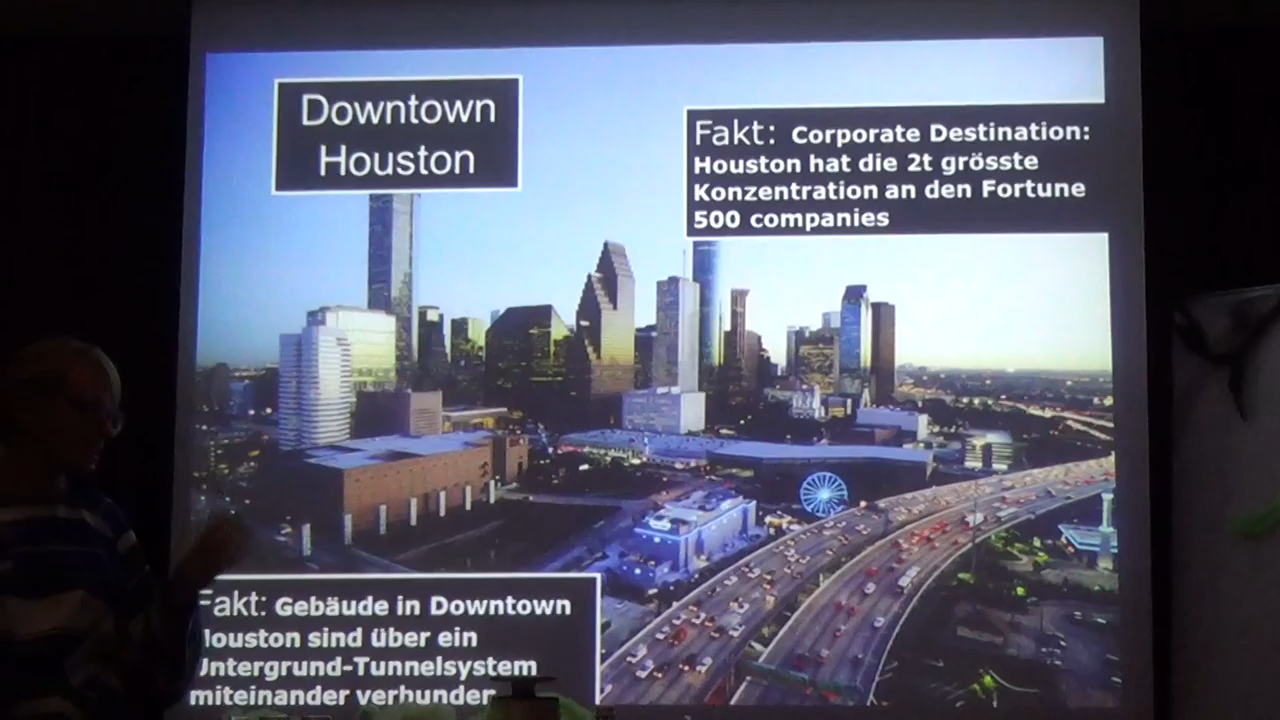 Downtown
Houston
Fakt: Corporate Destination:
Houston hat die 2t grösste
Konzentration an den Fortune
500 companies
Fakt: Gebäude in Downtown
Houston sind über ein
Untergrund-Tunnelsystem
miteinander verbunden